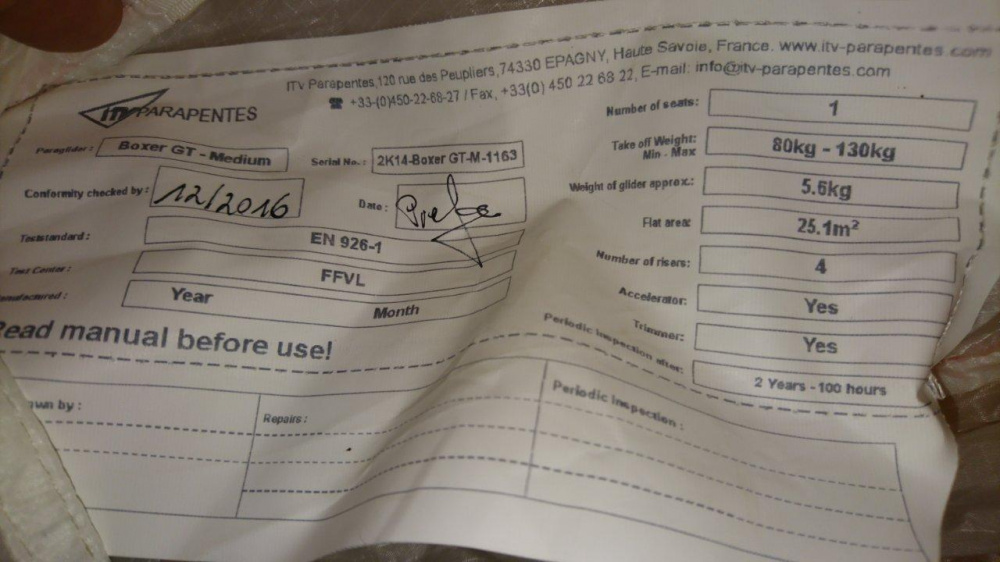 ITV Parapentes,120 rue des Peupliers,74330 EPAGNY, Haute Savoie, France. www.itv-parapentes.com
☎ +33-(0)450-22-68-27 / Fax, +33(0) 450 22 68 22, E-mail: info@itv-parapentes.com
ITV PARAPENTES
Paraglider: Boxer GT - Medium Serial No.: 2K14-Boxer GT-M-1163
Conformity checked by: 12/2016 Date:
Teststandard: EN 926-1
Test Center: FFVL
Year Month
Read manual before use!
Number of seats: 1
Take off Weight: Min - Max 80kg - 130kg
Weight of glider approx.: 5.6kg
Flat area: 25.1m²
Number of risers: 4
Accelerator: Yes
Trimmer: Yes
Periodic inspection after: 2 Years - 100 hours
by: Repairs: Periodic inspection: